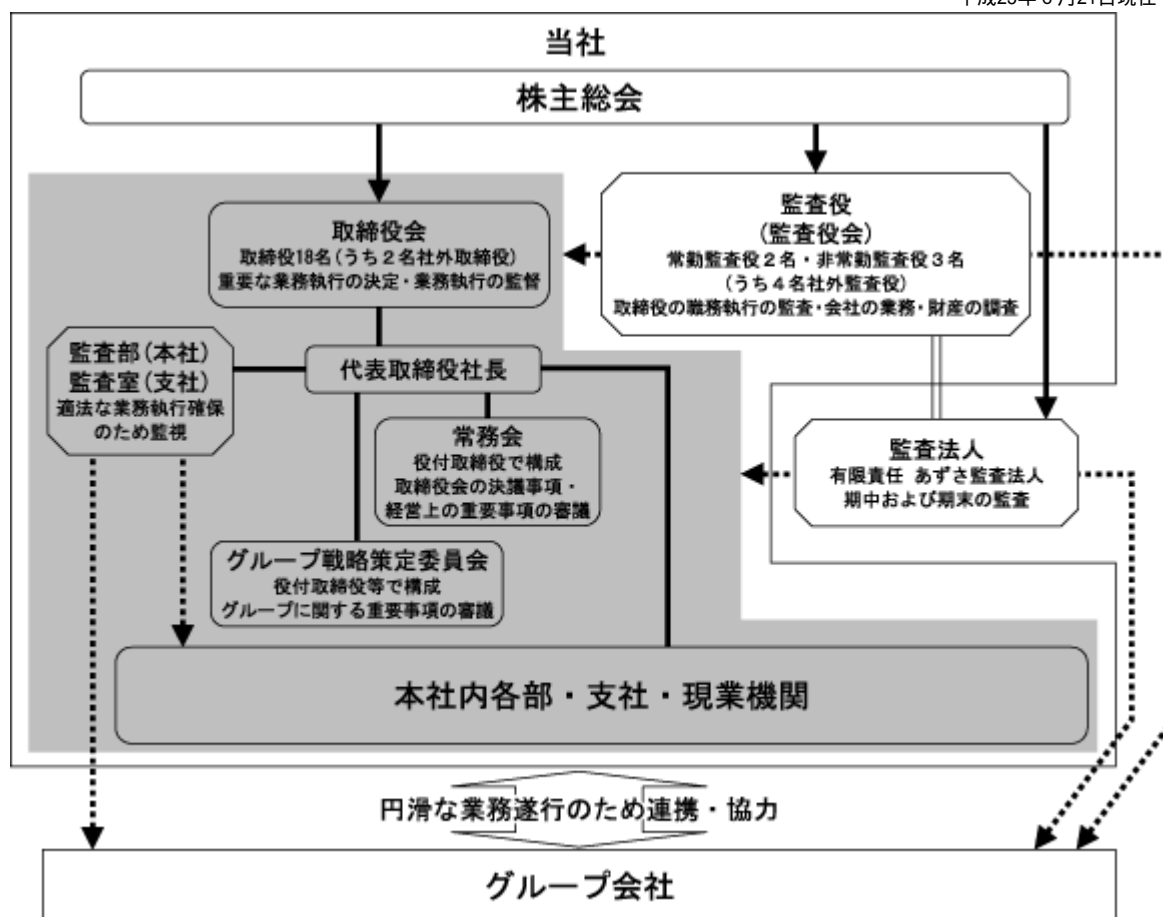 当社
株主総会
取締役会
取締役18名(うち2名社外取締役)
重要な業務執行の決定・業務執行の監督
監査役
(監査役会)
常勤監査役2名・非常勤監査役3名
(うち4名社外監査役)
取締役の職務執行の監査・会社の業務・財産の調査
監査部(本社)
監査室(支社)
適法な業務執行確保
のため監視
代表取締役社長
常務会
役付取締役で構成
取締役会の決議事項・
経営上の重要事項の審議
監査法人
有限責任 あずさ監査法人
期中および期末の監査
グループ戦略策定委員会
役付取締役等で構成
グループに関する重要事項の審議
本社内各部・支社・現業機関
円滑な業務遂行のため連携・協力
グループ会社